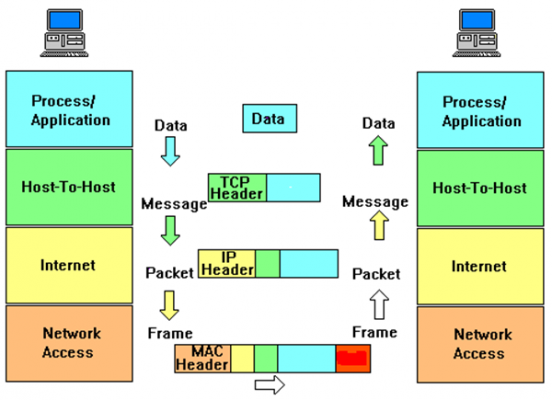 Process/
Application
Data
Data
Data
Process/
Application
Host-To-Host
TCP
Header
Host-To-Host
Message
Message
Internet
IP
Header
Internet
Packet
Packet
Network
Access
Frame
Frame
Network
Access
MAC
Header